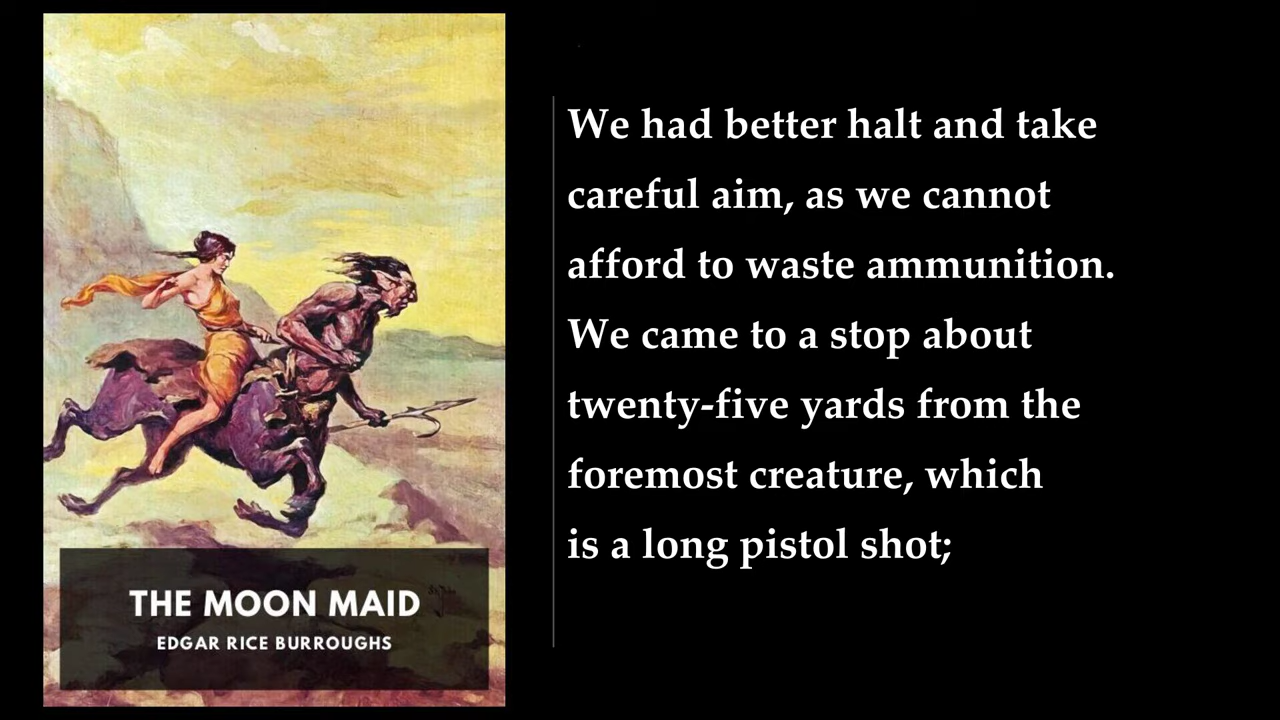 THE MOON MAID
EDGAR RICE BURROUGHS
We had better halt and take
careful aim, as we cannot
afford to waste ammunition.
We came to a stop about
twenty-five yards from the
foremost creature, which
is a long pistol shot;